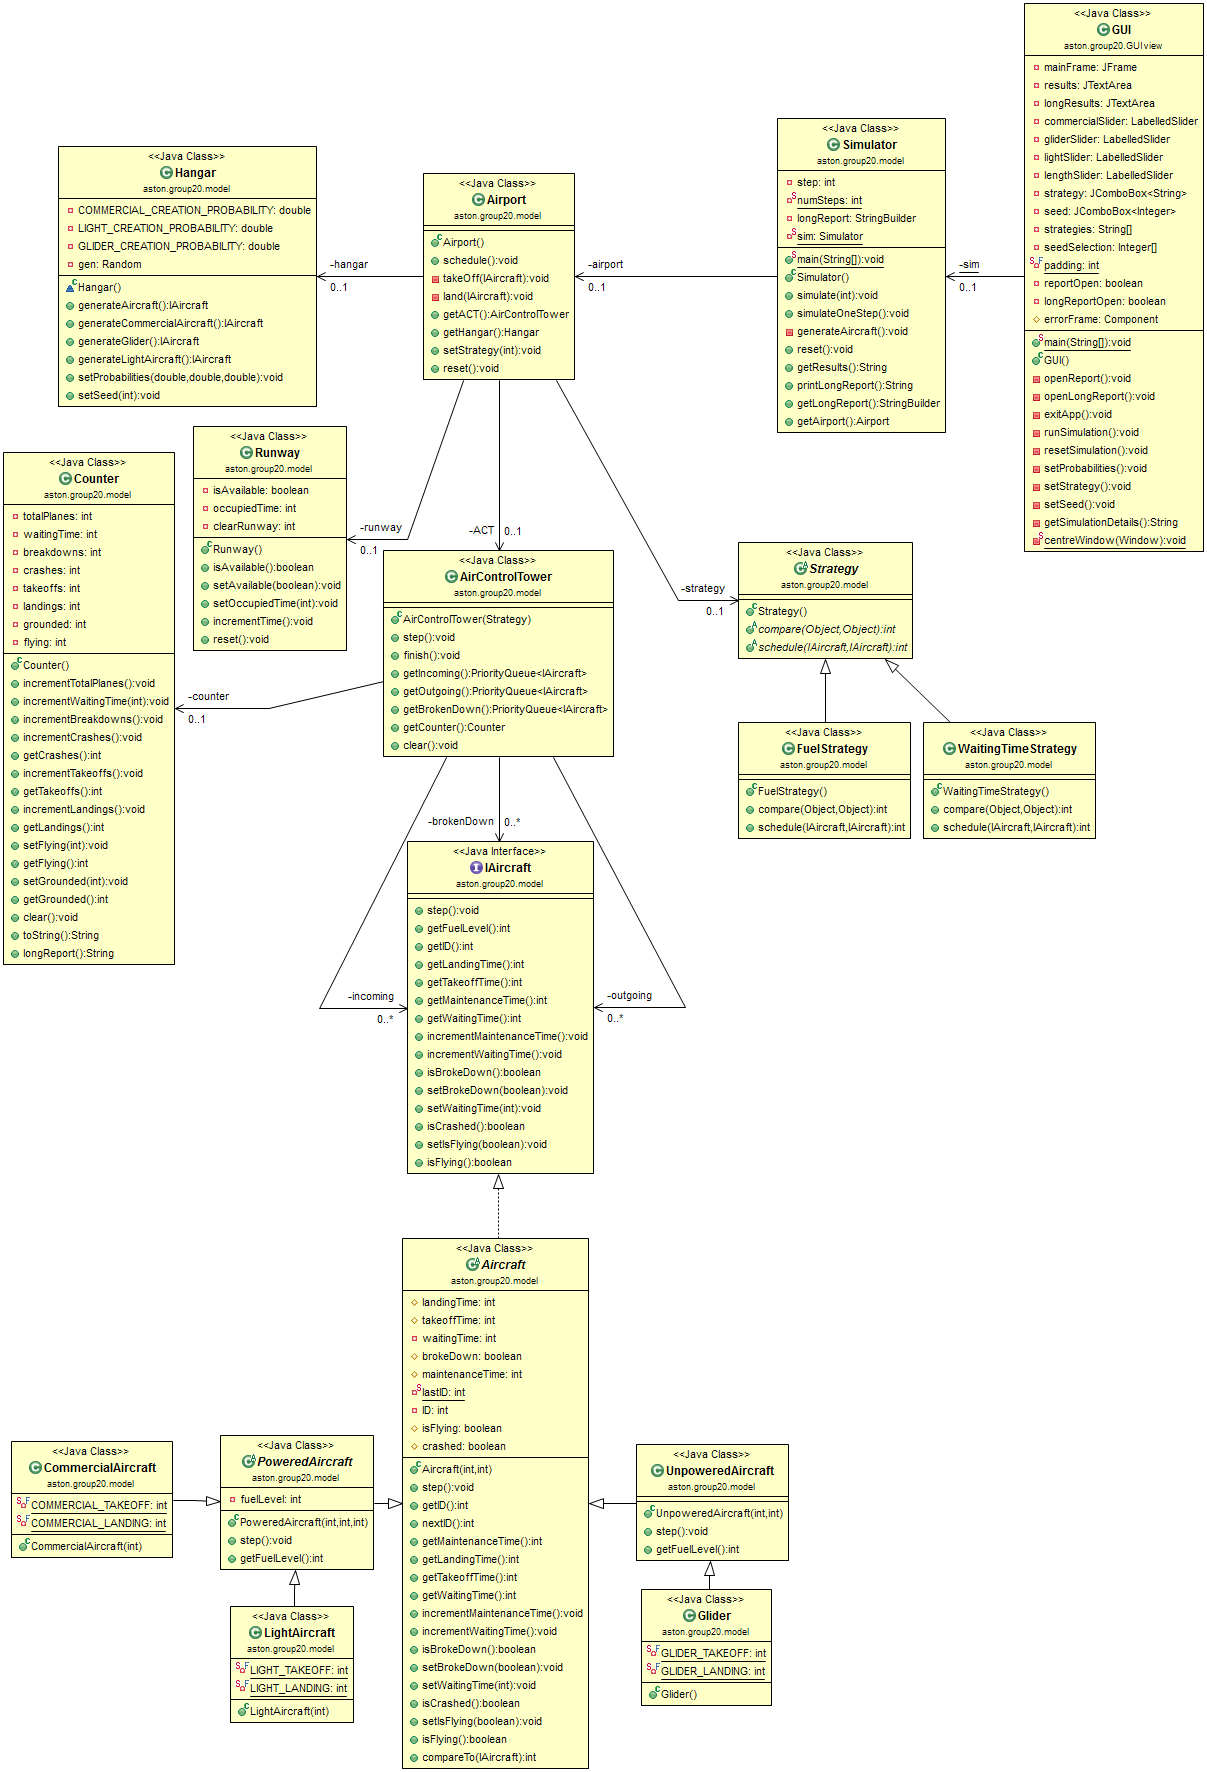 <<Java Class>>
GUI
aston.group20.GUIview
mainFrame: JFrame
results: JTextArea
longResults: JTextArea
commercialSlider: LabelledSlider
gliderSlider: LabelledSlider
lightSlider: LabelledSlider
lengthSlider: LabelledSlider
strategy: JComboBox<String>
seed: JComboBox<Integer>
strategies: String[]
seedSelection: Integer[]
padding: int
reportOpen: boolean
longReportOpen: boolean
errorFrame: Component
main(String[]):void
GUI()
openReport():void
openLongReport():void
exitApp():void
runSimulation():void
resetSimulation():void
setProbabilities():void
setStrategy():void
setSeed():void
getSimulationDetails():String
centreWindow(Window):void
-sim
0..1
<<Java Class>>
Simulator
aston.group20.model
step: int
numSteps: int
longReport: StringBuilder
sim: Simulator
main(String[]):void
Simulator()
simulate(int):void
simulateOneStep():void
generateAircraft():void
reset():void
getResults():String
printLongReport():String
getLongReport():StringBuilder
getAirport():Airport
-airport
0..1
<<Java Class>>
Airport
aston.group20.model
Airport()
schedule():void
takeOff(IAircraft):void
land(IAircraft):void
getACT():AirControlTower
getHangar():Hangar
setStrategy(int):void
reset():void
-hangar
0..1
<<Java Class>>
Hangar
aston.group20.model
COMMERCIAL_CREATION_PROBABILITY: double
LIGHT_CREATION_PROBABILITY: double
GLIDER_CREATION_PROBABILITY: double
gen: Random
Hangar()
generateAircraft():IAircraft
generateCommercialAircraft():IAircraft
generateGlider():IAircraft
generateLightAircraft():IAircraft
setProbabilities(double,double,double):void
setSeed(int):void
<<Java Class>>
Runway
aston.group20.model
isAvailable: boolean
occupiedTime: int
clearRunway: int
Runway()
isAvailable():boolean
setAvailable(boolean):void
setOccupiedTime(int):void
incrementTime():void
reset():void
-runway
0..1
-ACT
0..1
-strategy
0..1
<<Java Class>>
Counter
aston.group20.model
totalPlanes: int
waitingTime: int
breakdowns: int
crashes: int
takeoffs: int
landings: int
grounded: int
flying: int
Counter()
incrementTotalPlanes():void
incrementWaitingTime(int):void
incrementBreakdowns():void
incrementCrashes():void
getCrashes():int
incrementTakeoffs():void
getTakeoffs():int
incrementLandings():void
getLandings():int
setFlying(int):void
getFlying():int
setGrounded(int):void
getGrounded():int
clear():void
toString():String
longReport():String
-counter
0..1
<<Java Class>>
AirControlTower
aston.group20.model
AirControlTower(Strategy)
step():void
finish():void
getIncoming():PriorityQueue<IAircraft>
getOutgoing():PriorityQueue<IAircraft>
getBrokenDown():PriorityQueue<IAircraft>
getCounter():Counter
clear():void
<<Java Class>>
Strategy
aston.group20.model
Strategy()
compare(Object,Object):int
schedule(IAircraft,IAircraft):int
<<Java Class>>
FuelStrategy
aston.group20.model
FuelStrategy()
compare(Object,Object):int
schedule(IAircraft,IAircraft):int
<<Java Class>>
WaitingTimeStrategy
aston.group20.model
WaitingTimeStrategy()
compare(Object,Object):int
schedule(IAircraft,IAircraft):int
-brokenDown
0..*
-incoming
0..*
-outgoing
0..*
<<Java Interface>>
IAircraft
aston.group20.model
step():void
getFuelLevel():int
getID():int
getLandingTime():int
getTakeoffTime():int
getMaintenanceTime():int
getWaitingTime():int
incrementMaintenanceTime():void
incrementWaitingTime():void
isBrokeDown():boolean
setBrokeDown(boolean):void
setWaitingTime(int):void
isCrashed():boolean
setIsFlying(boolean):void
isFlying():boolean
<<Java Class>>
Aircraft
aston.group20.model
landingTime: int
takeoffTime: int
waitingTime: int
brokeDown: boolean
maintenanceTime: int
lastID: int
ID: int
isFlying: boolean
crashed: boolean
Aircraft(int,int)
step():void
getID():int
nextID():int
getMaintenanceTime():int
getLandingTime():int
getTakeoffTime():int
getWaitingTime():int
incrementMaintenanceTime():void
incrementWaitingTime():void
isBrokeDown():boolean
setBrokeDown(boolean):void
setWaitingTime(int):void
isCrashed():boolean
setIsFlying(boolean):void
isFlying():boolean
compareTo(IAircraft):int
<<Java Class>>
CommercialAircraft
aston.group20.model
COMMERCIAL_TAKEOFF: int
COMMERCIAL_LANDING: int
CommercialAircraft(int)
<<Java Class>>
PoweredAircraft
aston.group20.model
fuelLevel: int
PoweredAircraft(int,int,int)
step():void
getFuelLevel():int
<<Java Class>>
LightAircraft
aston.group20.model
LIGHT_TAKEOFF: int
LIGHT_LANDING: int
LightAircraft(int)
<<Java Class>>
UnpoweredAircraft
aston.group20.model
UnpoweredAircraft(int,int)
step():void
getFuelLevel():int
<<Java Class>>
Glider
aston.group20.model
GLIDER_TAKEOFF: int
GLIDER_LANDING: int
Glider()